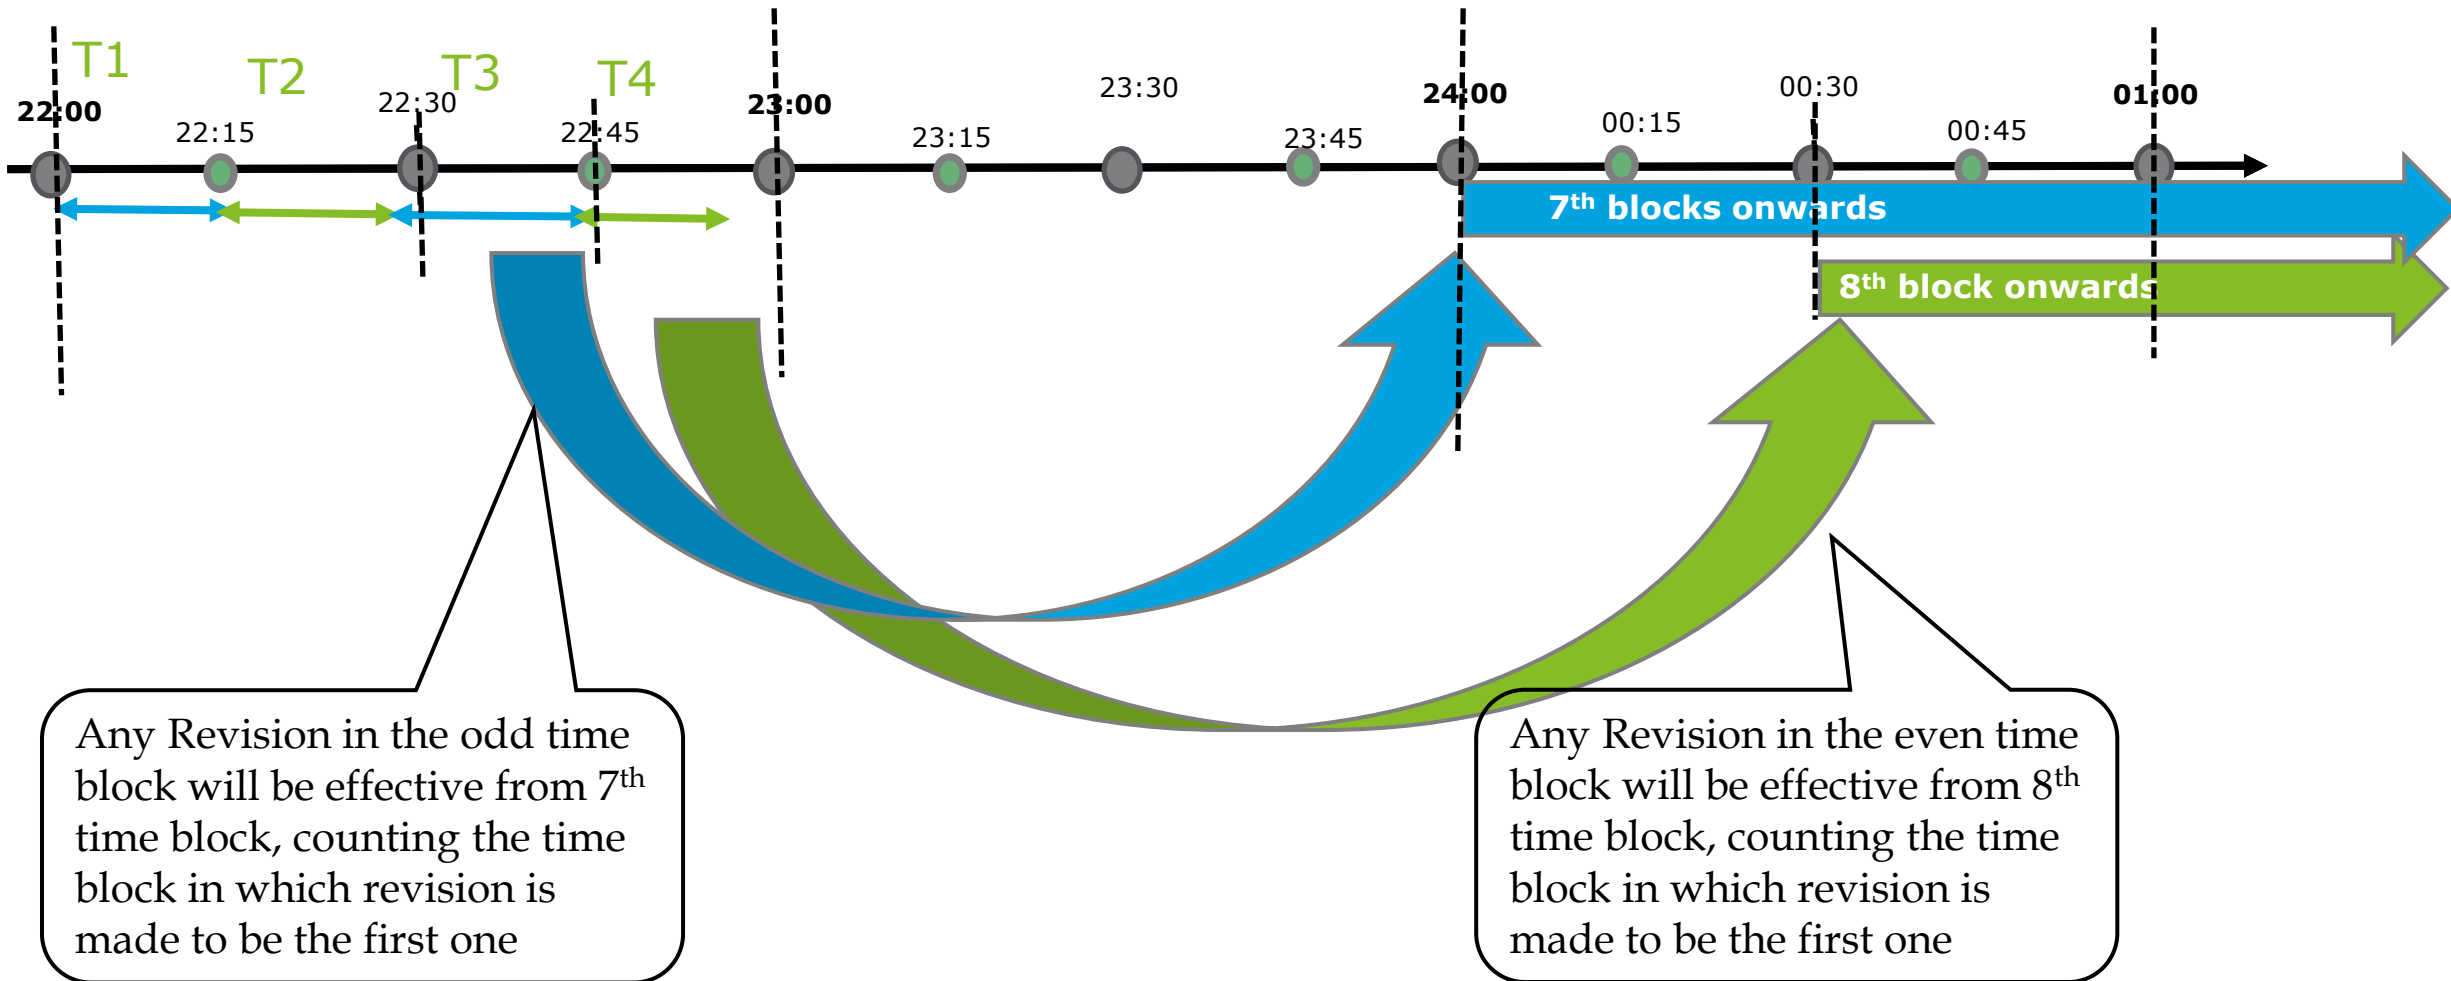 T1
T2
T3
T4
22:00
22:15
22:30
22:45
23:00
23:15
23:30
23:45
24:00
00:15
00:30
00:45
01:00
7th blocks onwards
8th block onwards
Any Revision in the odd time
block will be effective from 7th
time block, counting the time
block in which revision is
made to be the first one
Any Revision in the even time
block will be effective from 8th
time block, counting the time
block in which revision is
made to be the first one